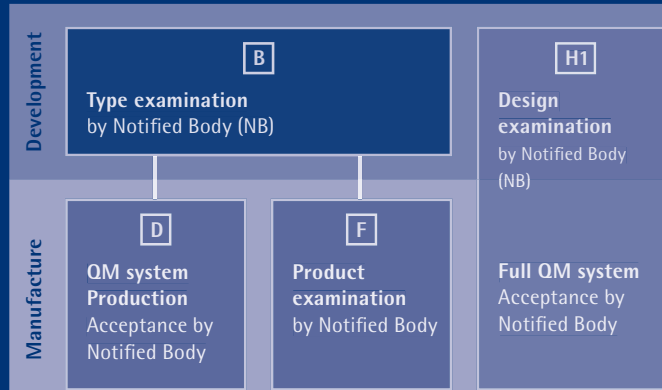 Development
B
Type examination
by Notified Body (NB)
H1
Design
examination
by Notified Body
(NB)
Manufacture
D
QM system
Production
Acceptance by
Notified Body
F
Product
examination
by Notified Body
Full QM system
Acceptance by
Notified Body